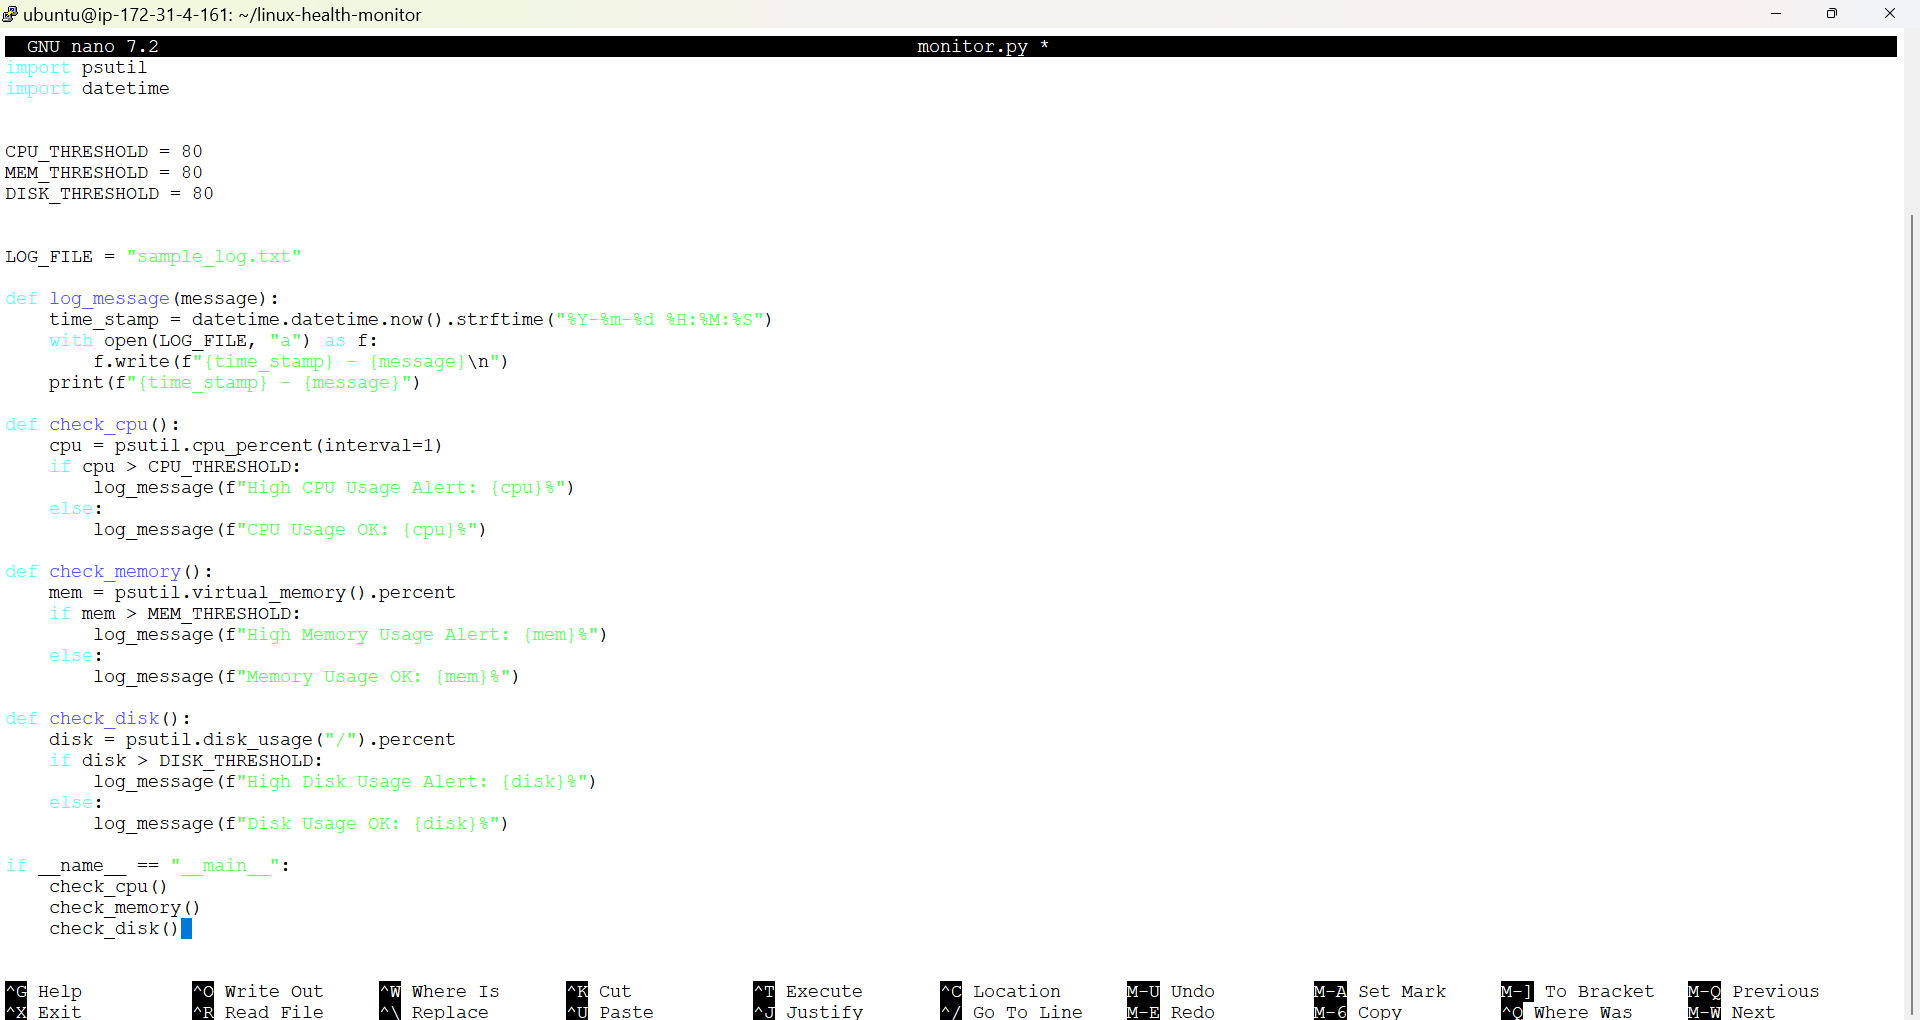 ubuntu@ip-172-31-4-161: ~/linux-health-monitor
GNU nano 7.2 monitor.py *
import psutil
import datetime
CPU_THRESHOLD = 80
MEM_THRESHOLD = 80
DISK_THRESHOLD = 80
LOG_FILE = "sample_log.txt"
def log_message(message):
    time_stamp = datetime.datetime.now().strftime("%Y-%m-%d %H:%M:%S")
    with open(LOG_FILE, "a") as f:
        f.write(f"{time_stamp} - {message}\n")
    print(f"{time_stamp} - {message}")
def check_cpu():
    cpu = psutil.cpu_percent(interval=1)
    if cpu > CPU_THRESHOLD:
        log_message(f"High CPU Usage Alert: {cpu}%")
    else:
        log_message(f"CPU Usage OK: {cpu}%")
def check_memory():
    mem = psutil.virtual_memory().percent
    if mem > MEM_THRESHOLD:
        log_message(f"High Memory Usage Alert: {mem}%")
    else:
        log_message(f"Memory Usage OK: {mem}%")
def check_disk():
    disk = psutil.disk_usage("/").percent
    if disk > DISK_THRESHOLD:
        log_message(f"High Disk Usage Alert: {disk}%")
    else:
        log_message(f"Disk Usage OK: {disk}%")
if __name__ == "__main__":
    check_cpu()
    check_memory()
    check_disk()
^G Help ^O Write Out ^W Where Is ^K Cut ^T Execute ^C Location M-U Undo M-A Set Mark M-] To Bracket M-Q Previous
^X Exit ^R Read File ^\ Replace ^U Paste ^J Justify ^/ Go To Line M-E Redo M-6 Copy ^Q Where Was M-W Next